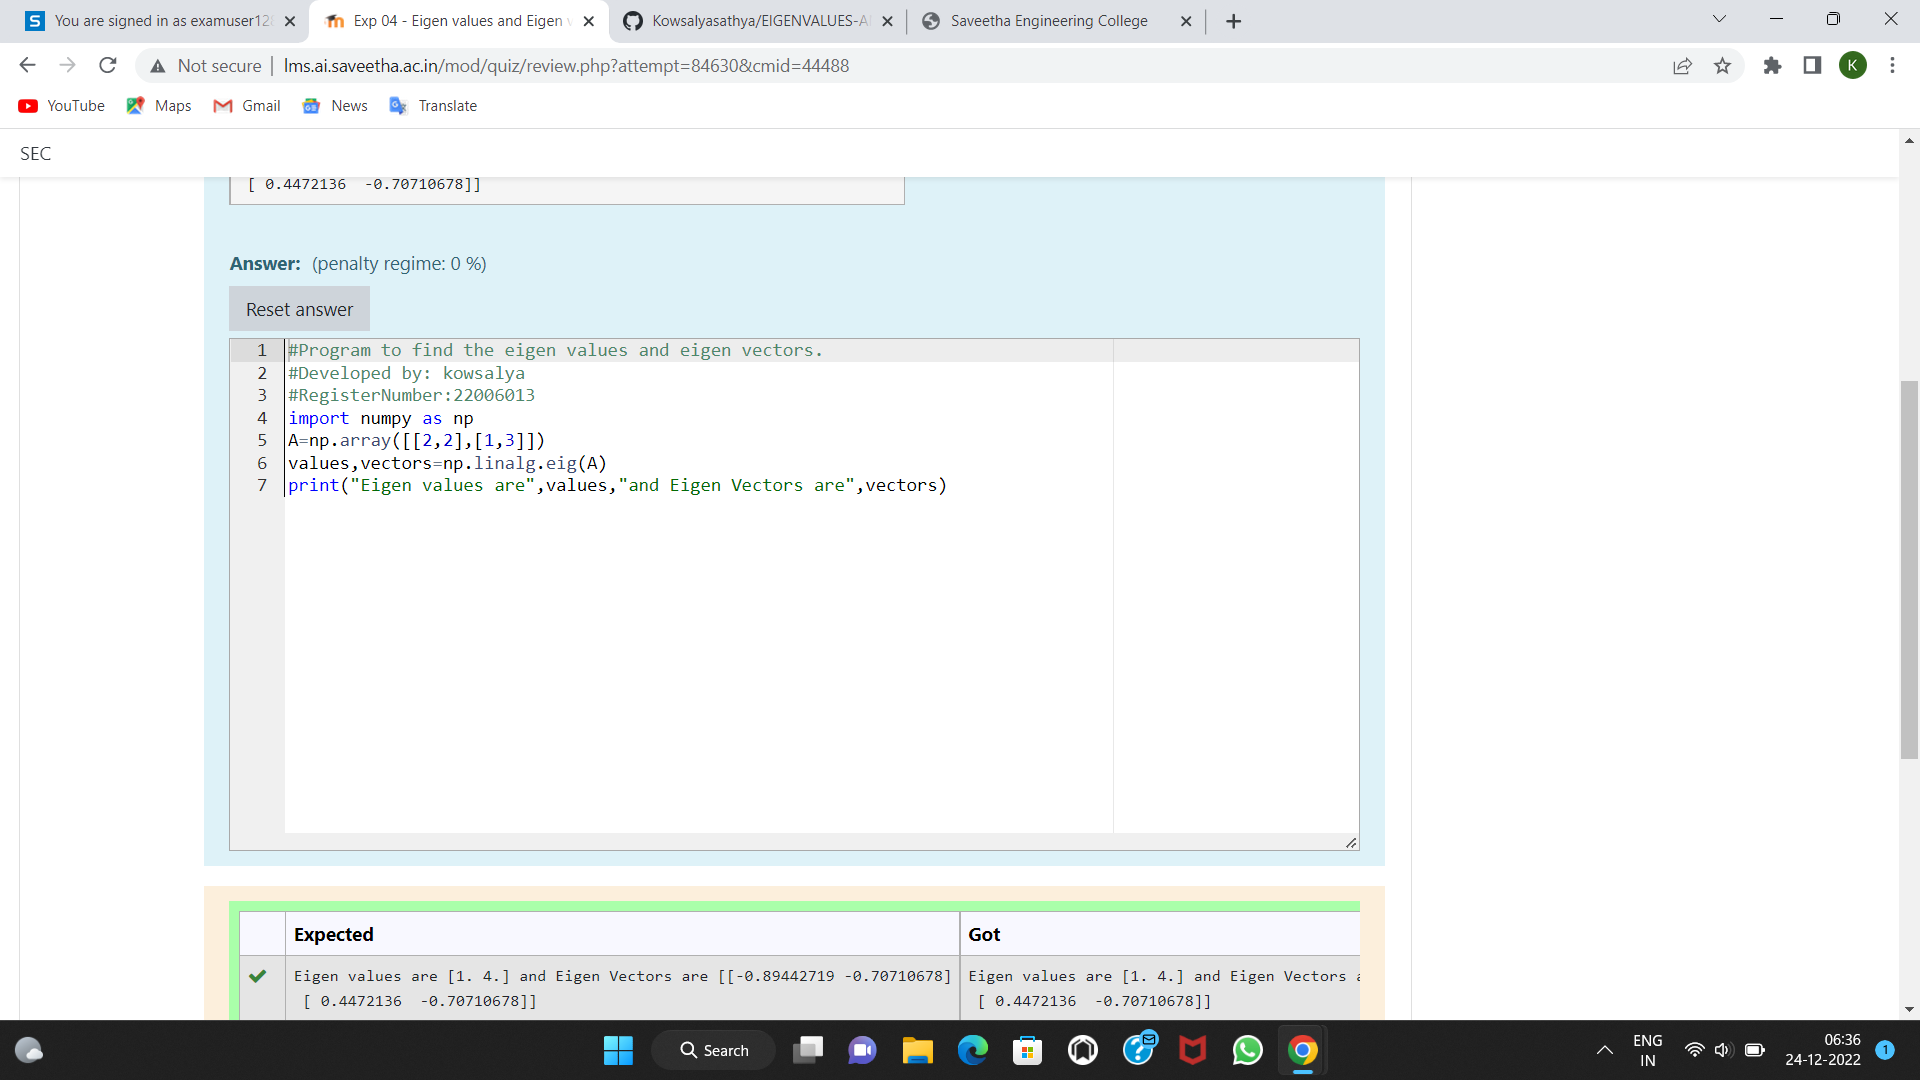 You are signed in as examuser12
Exp 04 - Eigen values and Eigen
Kowsalyasathya/EIGENVALUES-A
Saveetha Engineering College
Not secure
lms.ai.saveetha.ac.in/mod/quiz/review.php?attempt=84630&cmid=44488
K
YouTube
Maps
Gmail
News
Translate
SEC
[ 0.4472136  -0.70710678]]
Answer: (penalty regime: 0 %)
Reset answer
1 #Program to find the eigen values and eigen vectors.
2 #Developed by: kowsalya
3 #RegisterNumber:22006013
4 import numpy as np
5 A=np.array([[2,2],[1,3]])
6 values,vectors=np.linalg.eig(A)
7 print("Eigen values are",values,"and Eigen Vectors are",vectors)
Expected
Got
Eigen values are [1. 4.] and Eigen Vectors are [[-0.89442719 -0.70710678]
[ 0.4472136  -0.70710678]]
Eigen values are [1. 4.] and Eigen Vectors
[ 0.4472136  -0.70710678]]
Search
ENG
IN
06:36
24-12-2022
1